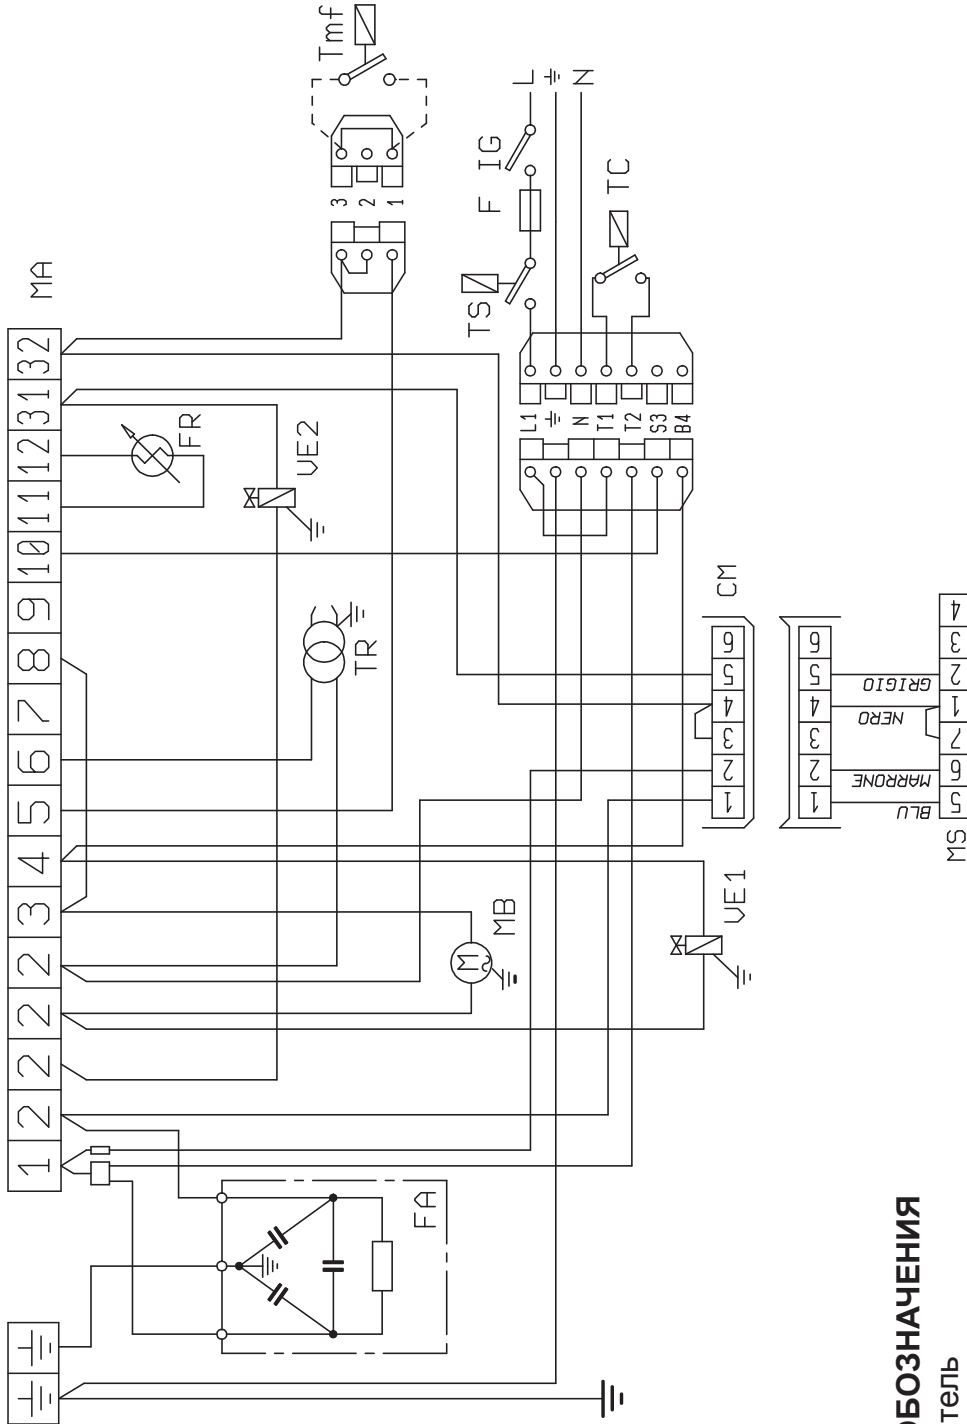 1 2 2 2 2 3 4 5 6 7 8 9 10 11 12 31 32
MA
FR
VE2
Tmf
3
2
1
TR
FA
MB
TS F IG L
N
L1
N
T1
T2
S3
B4
TC
VE1
CM
1 2 3 4 5 6
1 2 3 4 5 6
BLU MARRONE NERO GRIGIO
MS
5 6 7 1 2 3 4
ОБОЗНАЧЕНИЯ
тель